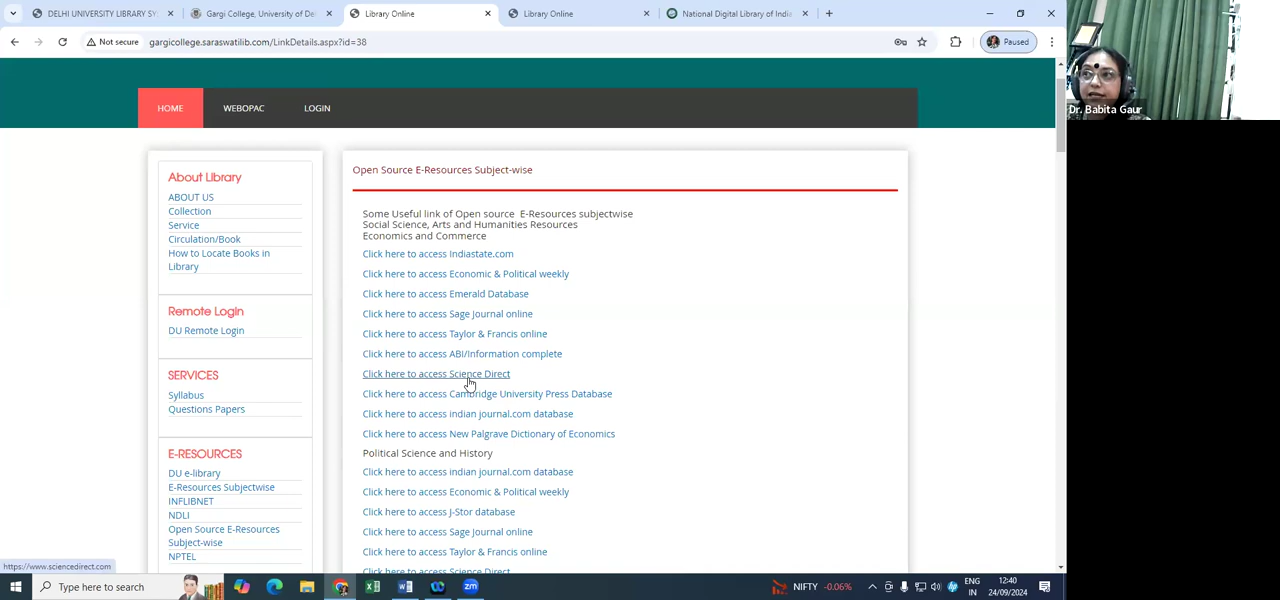 DELHI UNIVERSITY LIBRARY SY
Gargi College, University of Del
Library Online
Library Online
National Digital Library of India
Not secure
gargicollege.saraswatilib.com/LinkDetails.aspx?id=38
Paused
HOME
WEBOPAC
LOGIN
About Library
ABOUT US
Collection
Service
Circulation/Book
How to Locate Books in
Library
Remote Login
DU Remote Login
SERVICES
Syllabus
Questions Papers
E-RESOURCES
DU e-library
E-Resources Subjectwise
INFLIBNET
NDLI
Open Source E-Resources
Subject-wise
NPTEL
Open Source E-Resources Subject-wise
Some Useful link of Open source E-Resources subjectwise
Social Science, Arts and Humanities Resources
Economics and Commerce
Click here to access Indiastate.com
Click here to access Economic & Political weekly
Click here to access Emerald Database
Click here to access Sage Journal online
Click here to access Taylor & Francis online
Click here to access ABI/Information complete
Click here to access Science Direct
Click here to access Cambridge University Press Database
Click here to access indian journal.com database
Click here to access New Palgrave Dictionary of Economics
Political Science and History
Click here to access indian journal.com database
Click here to access Economic & Political weekly
Click here to access J-Stor database
Click here to access Sage Journal online
Click here to access Taylor & Francis online
Click here to access Science Direct
Dr. Babita Gaur
https://www.sciencedirect.com
Type here to search
NIFTY -0.06%
ENG
IN
12:40
24/09/2024